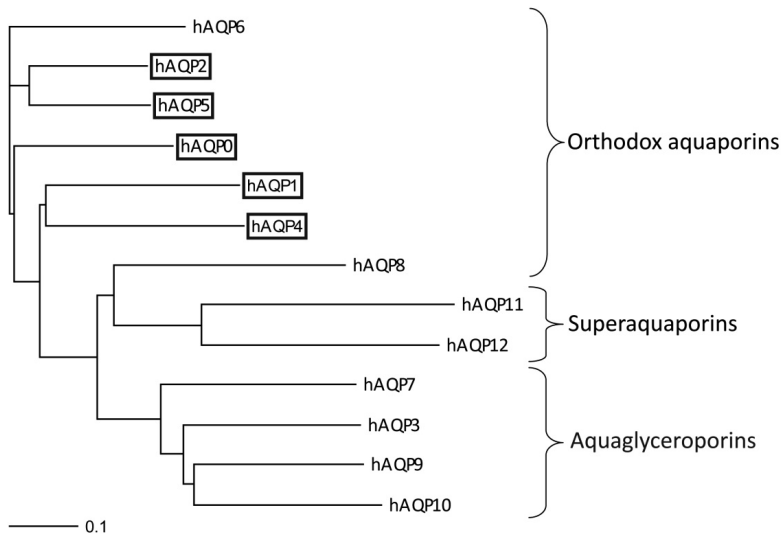 hAQP6
hAQP2
hAQP5
hAQP0
hAQP1
hAQP4
hAQP8
hAQP11
hAQP12
hAQP7
hAQP3
hAQP9
hAQP10
Orthodox aquaporins
Superaquaporins
Aquaglyceroporins
0.1